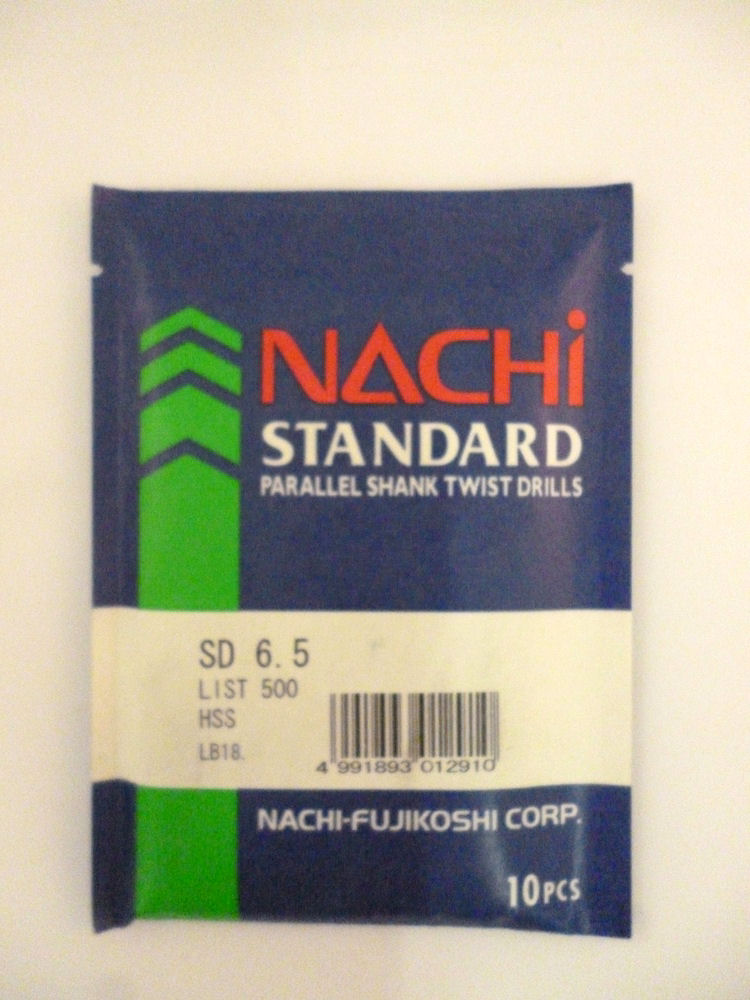 NACHi
STANDARD
PARALLEL SHANK TWIST DRILLS
SD 6.5
LIST 500
HSS
LB18.
4 991893 012910
NACHI-FUJIKOSHI CORP.
10PCS